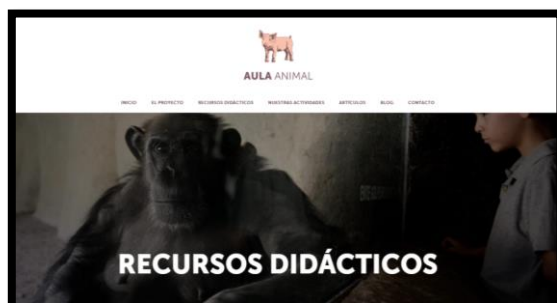 AULA ANIMAL
INICIO EL PROYECTO RECURSOS DIDÁCTICOS NUESTRAS ACTIVIDADES ARTÍCULOS BLOG CONTACTO
RECURSOS DIDÁCTICOS